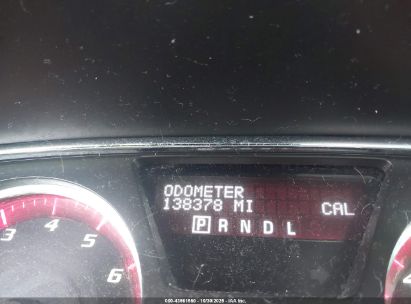 ODOMETER
138378 MI CAL
P R N D L
3 4 5 6